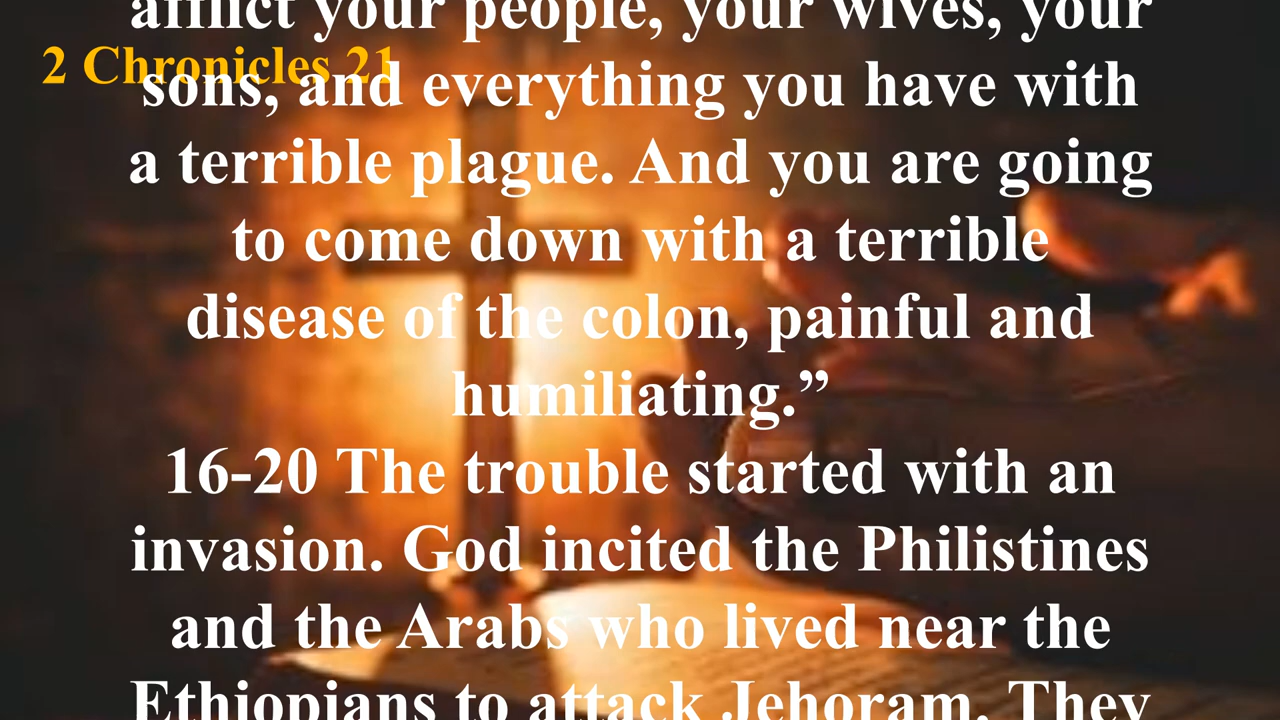 afflict your people, your wives, your
2 Chronicles 21
sons, and everything you have with
a terrible plague. And you are going
to come down with a terrible
disease of the colon, painful and
humiliating.”
16-20 The trouble started with an
invasion. God incited the Philistines
and the Arabs who lived near the
Ethiopians to attack Jehoram. They